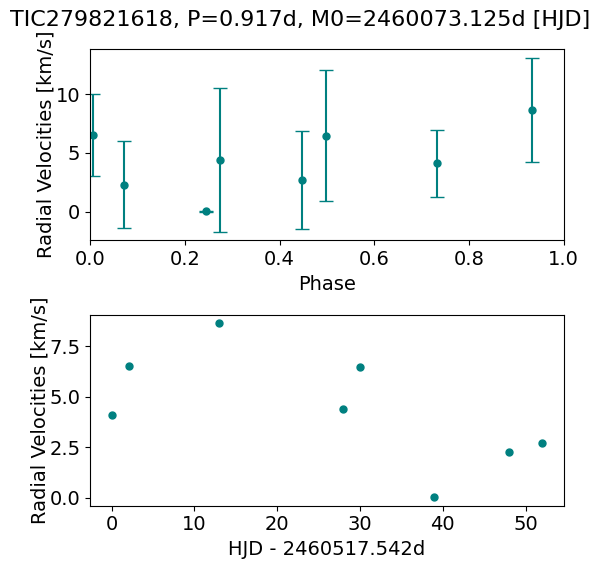 TIC279821618, P=0.917d, M0=2460073.125d [HJD]
Radial Velocities [km/s]
10
5
0
0.0 0.2 0.4 0.6 0.8 1.0
Phase
Radial Velocities [km/s]
7.5
5.0
2.5
0.0
0 10 20 30 40 50
HJD - 2460517.542d